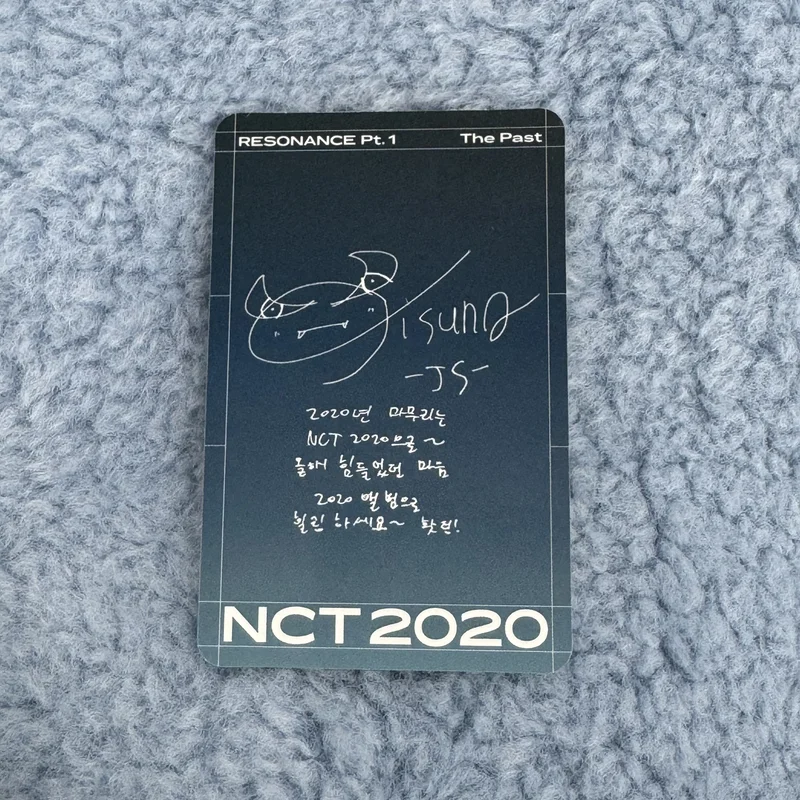 RESONANCE Pt. 1 The Past
Jisung
-JS-
2020년 마무리는
NCT 2020으로~
올해 힘들었던 마음
2020 앨범으로
힐링 하세요~ 핫띵!
NCT 2020